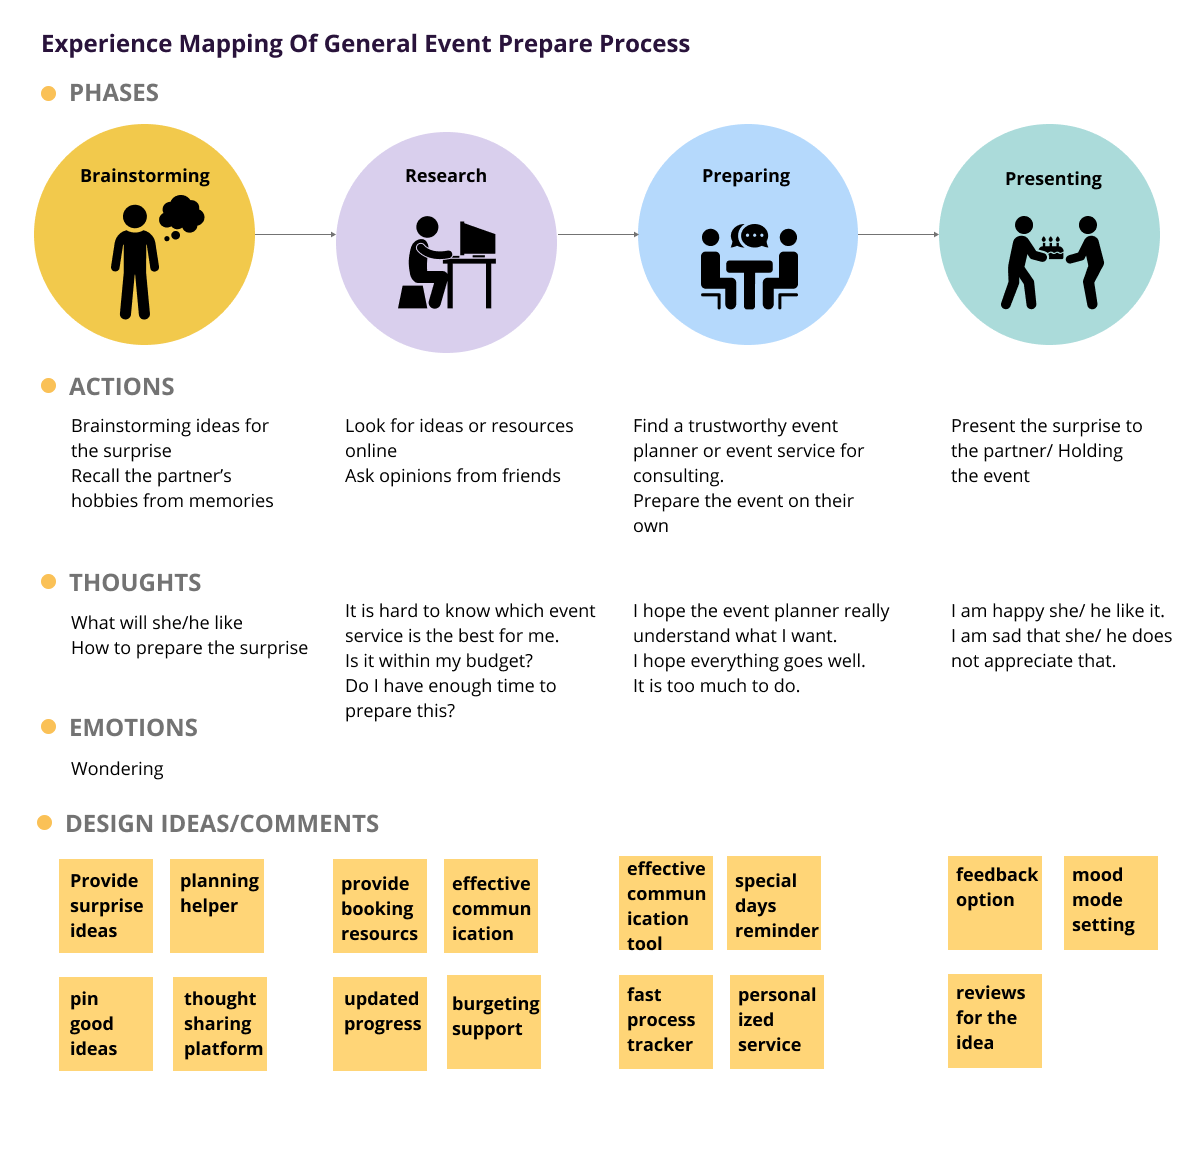 Experience Mapping Of General Event Prepare Process
PHASES
Brainstorming
Research
Preparing
Presenting
ACTIONS
Brainstorming ideas for
the surprise
Recall the partner’s
hobbies from memories
Look for ideas or resources
online
Ask opinions from friends
Find a trustworthy event
planner or event service for
consulting.
Prepare the event on their
own
Present the surprise to
the partner/ Holding
the event
THOUGHTS
What will she/he like
How to prepare the surprise
It is hard to know which event
service is the best for me.
Is it within my budget?
Do I have enough time to
prepare this?
I hope the event planner really
understand what I want.
I hope everything goes well.
It is too much to do.
I am happy she/ he like it.
I am sad that she/ he does
not appreciate that.
EMOTIONS
Wondering
DESIGN IDEAS/COMMENTS
Provide
surprise
ideas
planning
helper
provide
booking
resourcs
effective
commun
ication
effective
commun
ication
tool
special
days
reminder
feedback
option
mood
mode
setting
pin
good
ideas
thought
sharing
platform
updated
progress
burgeting
support
fast
process
tracker
personal
ized
service
reviews
for the
idea